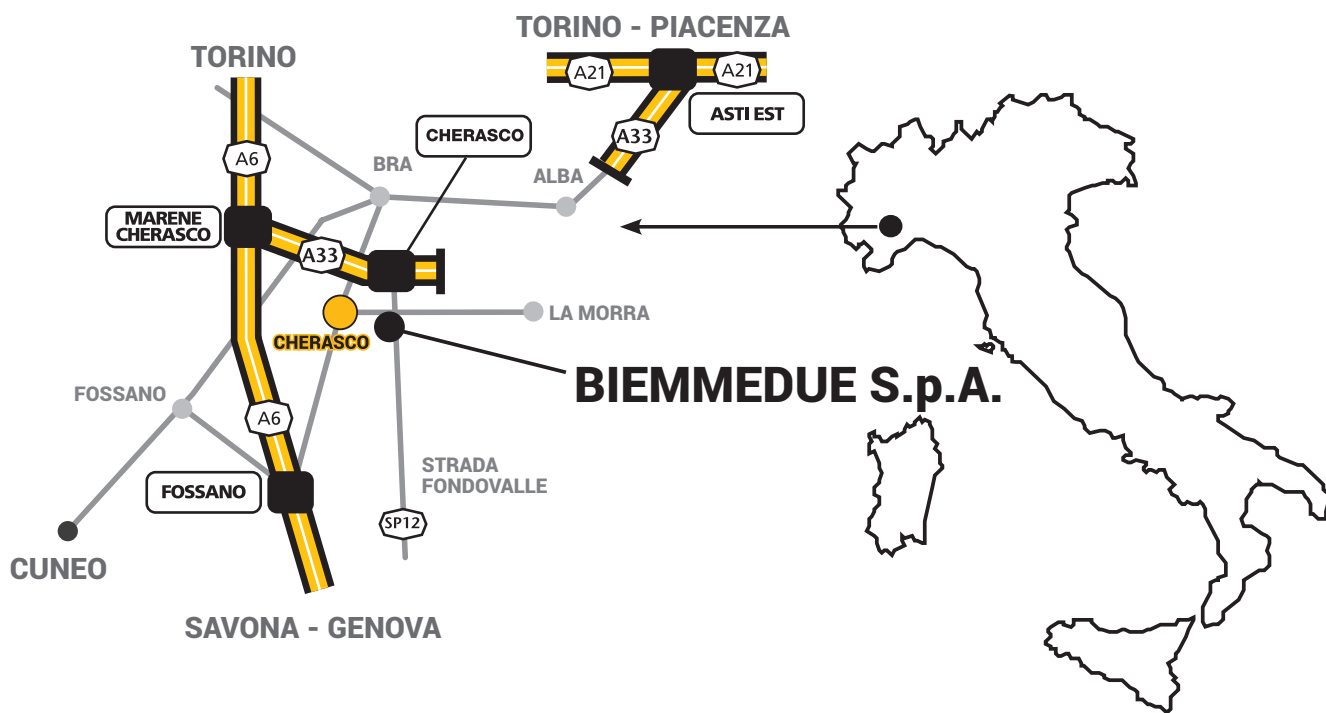 TORINO - PIACENZA
TORINO
A21
A21
ASTI EST
A33
CHERASCO
A6
BRA
ALBA
MARENE
CHERASCO
A33
LA MORRA
CHERASCO
BIEMMEDUE S.p.A.
FOSSANO
A6
STRADA
FONDOVALLE
FOSSANO
SP12
CUNEO
SAVONA - GENOVA